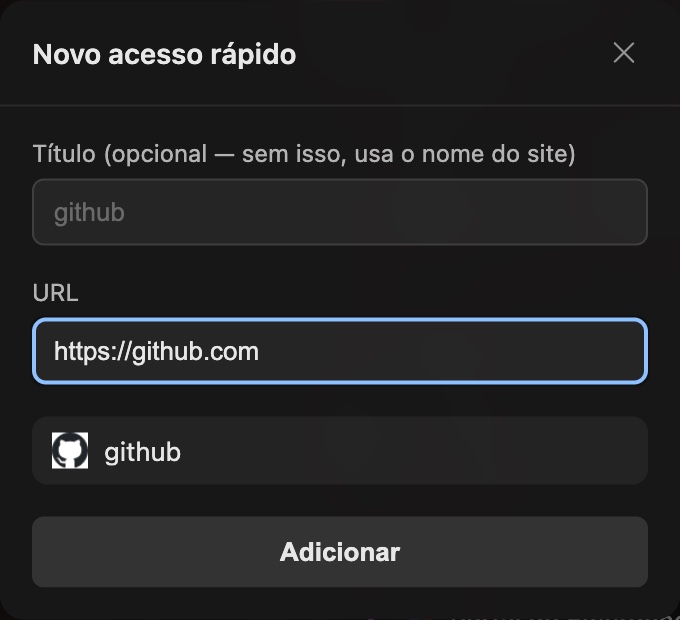 Novo acesso rápido
Título (opcional — sem isso, usa o nome do site)
github
URL
https://github.com
github
Adicionar